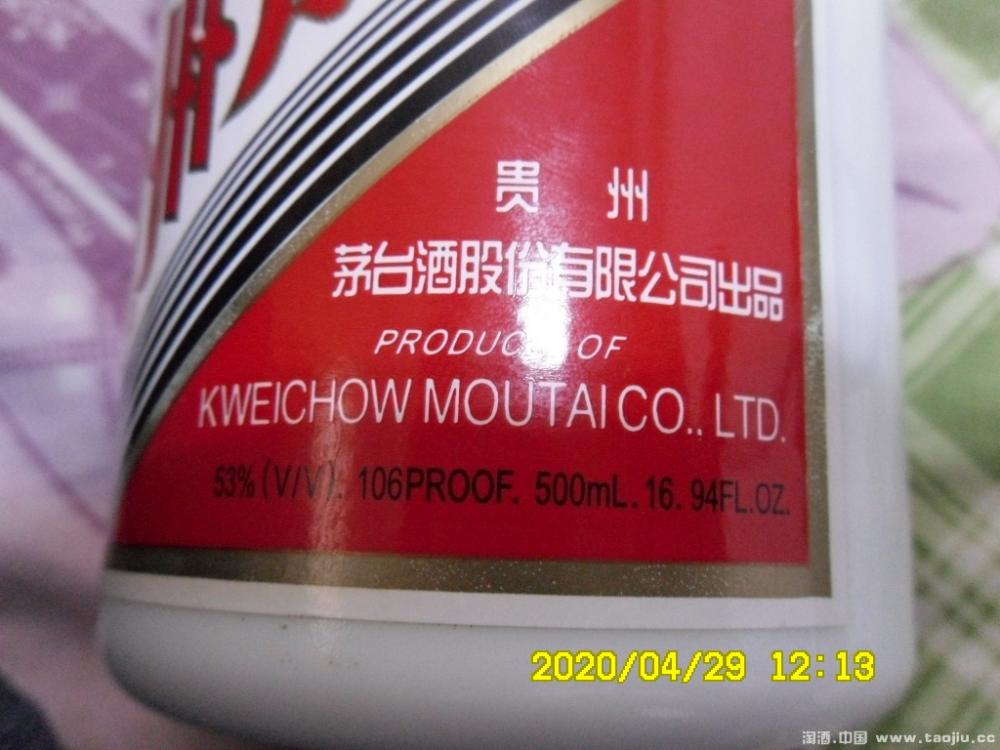 贵 州
茅台酒股份有限公司出品
PRODUCE OF
KWEICHOW MOUTAI CO., LTD.
53% (V/V). 106PROOF. 500mL. 16. 94FL.OZ.
2020/04/29 12:13
淘酒.中国 www.taojiu.cc